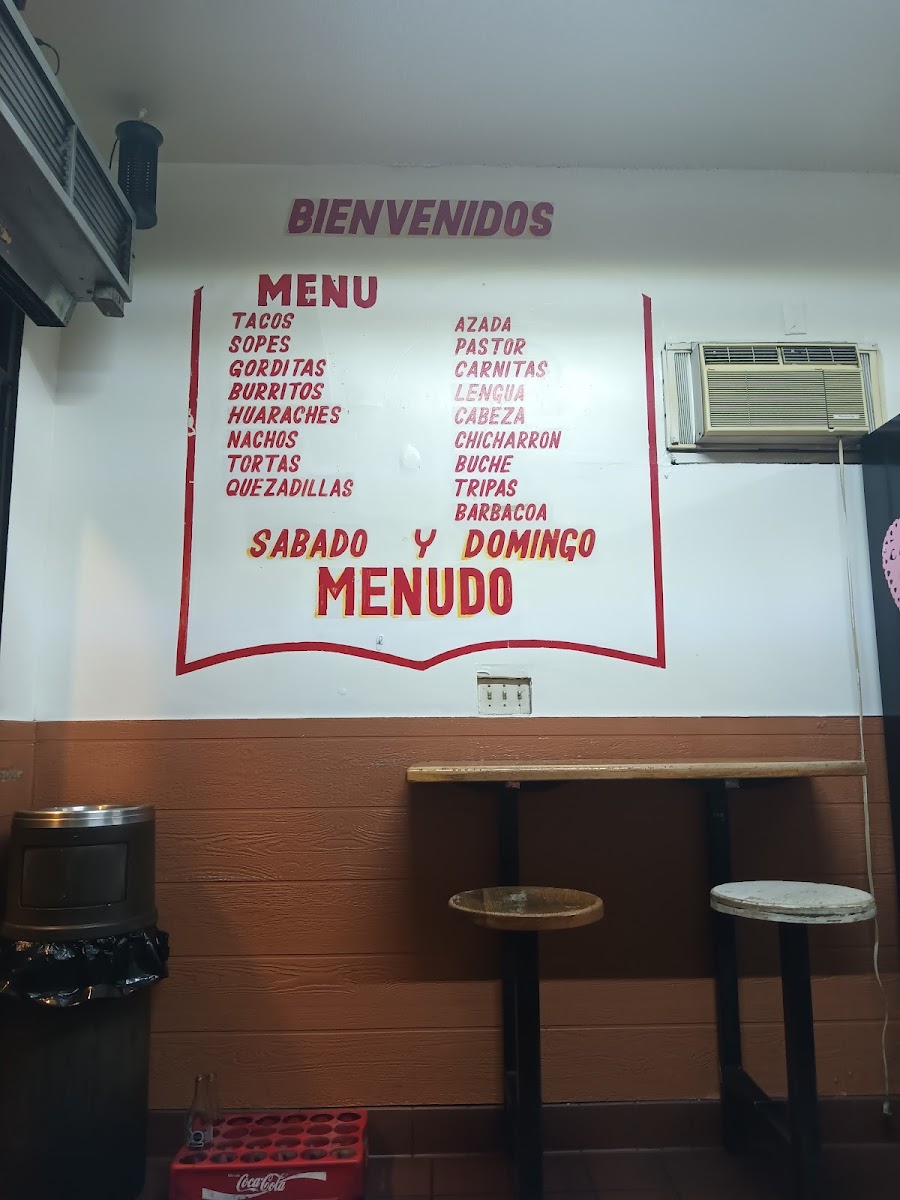 BIENVENIDOS
MENU
TACOS
SOPES
GORDITAS
BURRITOS
HUARACHES
NACHOS
TORTAS
QUEZADILLAS
AZADA
PASTOR
CARNITAS
LENGUA
CABEZA
CHICHARRON
BUCHE
TRIPAS
BARBACOA
SABADO Y DOMINGO
MENUDO
Coca-Cola